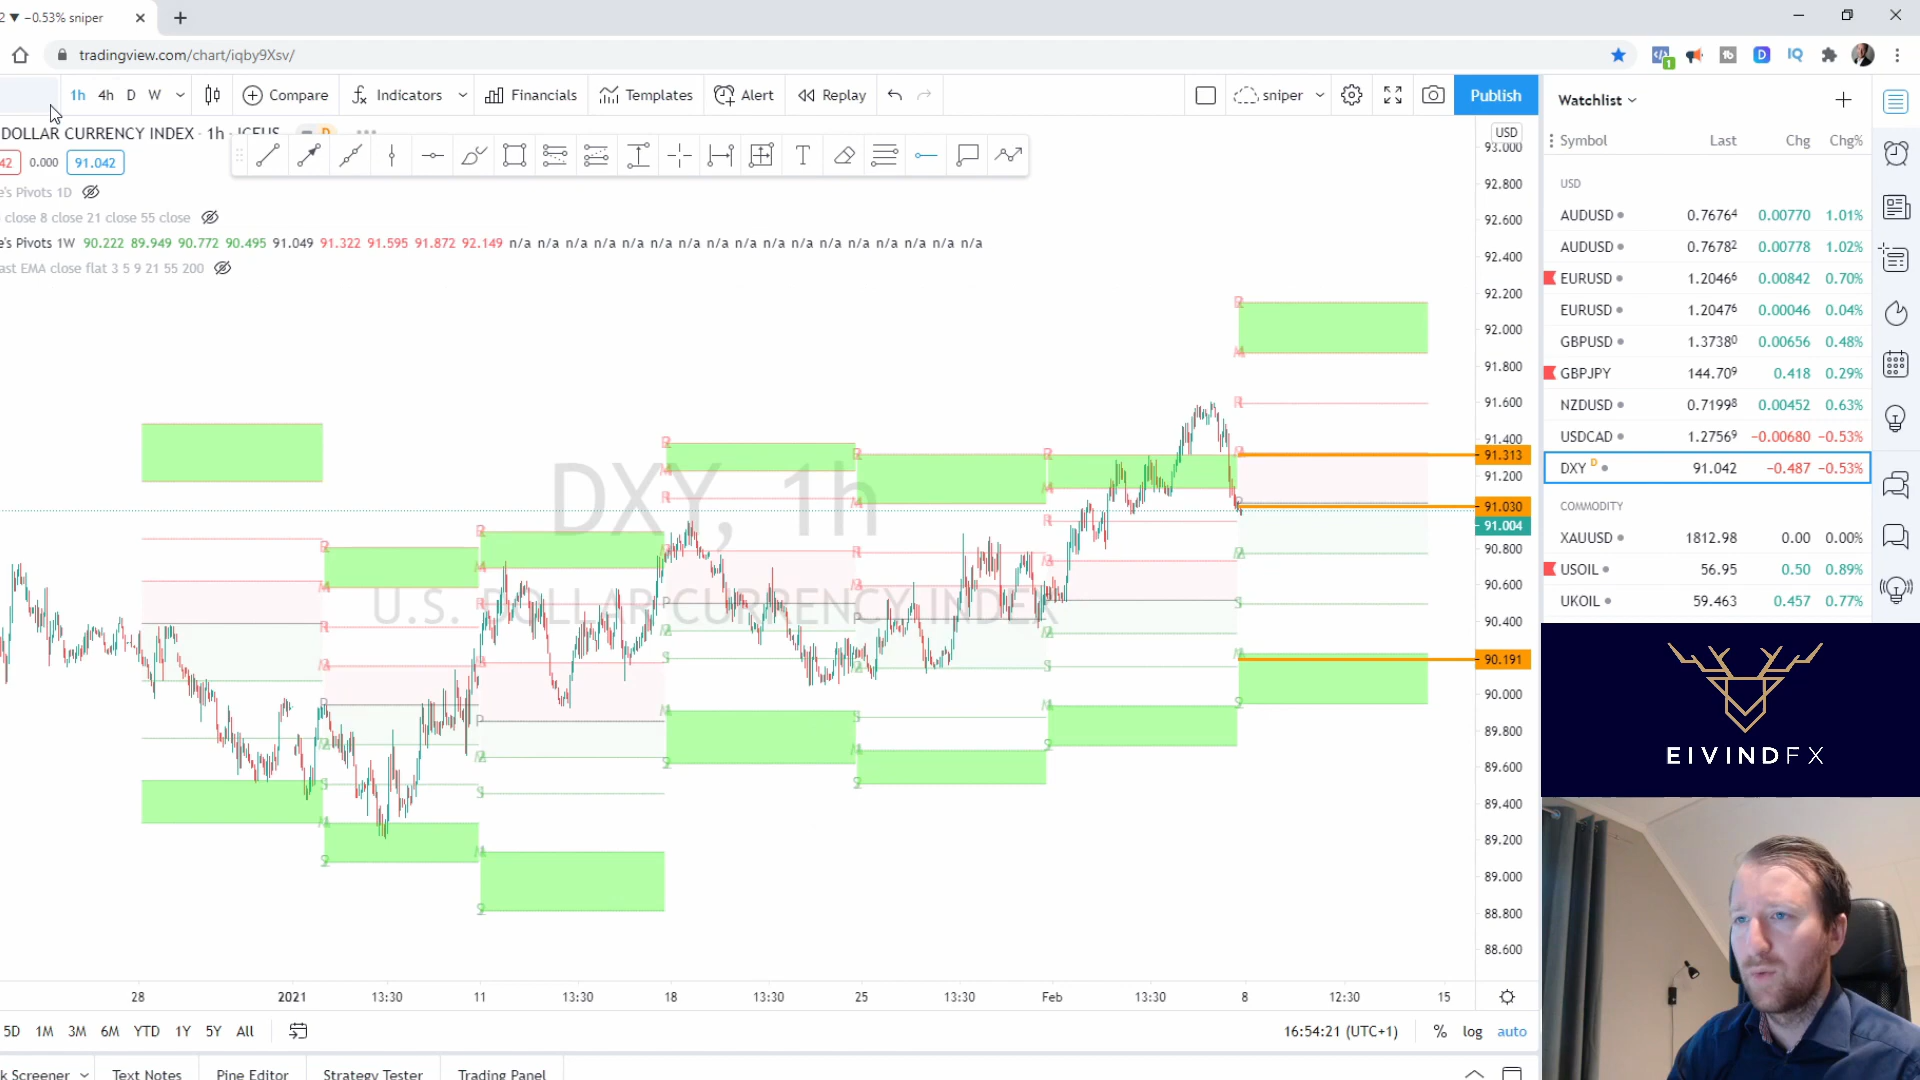 2 ▼ −0.53% sniper
tradingview.com/chart/iqby9Xsv/
1h 4h D W Compare Indicators Financials Templates Alert Replay sniper Publish
DOLLAR CURRENCY INDEX · 1h · ICEUS D
42 0.000 91.042
e's Pivots 1D
close 8 close 21 close 55 close
e's Pivots 1W 90.222 89.949 90.772 90.495 91.049 91.322 91.595 91.872 92.149 n/a n/a n/a n/a n/a n/a n/a n/a n/a n/a n/a n/a n/a n/a n/a n/a n/a
ast EMA close flat 3 5 9 21 55 200
DXY, 1h
U.S. DOLLAR CURRENCY INDEX
USD
93.000
92.800
92.600
92.400
92.200
92.000
91.800
91.600
91.400
91.313
91.200
91.030
91.004
90.800
90.600
90.400
90.191
90.000
89.800
89.600
89.400
89.200
89.000
88.800
88.600
28 2021 13:30 11 13:30 18 13:30 25 13:30 Feb 13:30 8 12:30 15
5D 1M 3M 6M YTD 1Y 5Y All 16:54:21 (UTC+1) % log auto
k Screener Text Notes Pine Editor Strategy Tester Trading Panel
Watchlist
Symbol Last Chg Chg%
USD
AUDUSD 0.76764 0.00770 1.01%
AUDUSD 0.76782 0.00778 1.02%
EURUSD 1.20466 0.00842 0.70%
EURUSD 1.20476 0.00046 0.04%
GBPUSD 1.37380 0.00656 0.48%
GBPJPY 144.709 0.418 0.29%
NZDUSD 0.71998 0.00452 0.63%
USDCAD 1.27569 −0.00680 −0.53%
DXY D 91.042 −0.487 −0.53%
COMMODITY
XAUUSD 1812.98 0.00 0.00%
USOIL 56.95 0.50 0.89%
UKOIL 59.463 0.457 0.77%
EIVINDFX